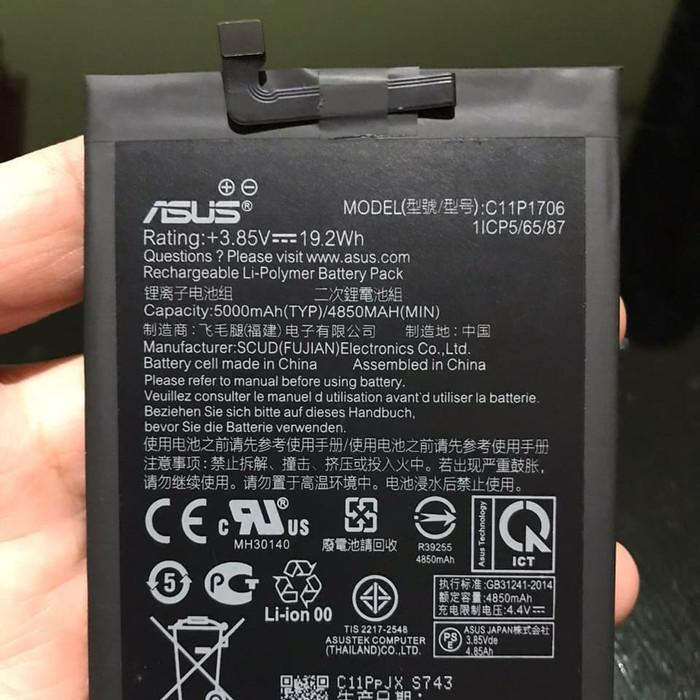 ASUS®
MODEL(型號/型号):C11P1706
1ICP5/65/87
Rating:+3.85V⎓19.2Wh
Questions ? Please visit www.asus.com
Rechargeable Li-Polymer Battery Pack
锂离子电池组 二次鋰電池組
Capacity:5000mAh(TYP)/4850MAH(MIN)
制造商：飞毛腿(福建)电子有限公司 制造地：中国
Manufacturer:SCUD(FUJIAN)Electronics Co.,Ltd.
Battery cell made in China Assembled in China
Please refer to manual before using battery.
Veuillez consulter le manuel d utilisation avant'd utiliser la batterie.
Beziehen Sie sich bitte auf dieses Handbuch,
bevor Sie die Batterie verwenden.
使用电池之前请先参考使用手册/使用電池之前請先參考使用手冊
注意事项：禁止拆解、撞击、挤压或投入火中。若出现严重鼓胀，
请勿继续使用。请勿置于高温环境中。电池浸水后禁止使用。
CE
c RU® US
MH30140
廢電池請回收
R39255
4850mAh
Asus Technology
ICT
5
PCT
Li-ion 00
TIS 2217-2548
ASUSTEK COMPUTER
(THAILAND)CO.,LTD.
执行标准:GB31241-2014
额定容量:4850mAh
充电限制电压:4.4V⎓
PSE
ASUS JAPAN株式会社
3.85Vdc
4.85Ah
C11PpJX S743
生产日期